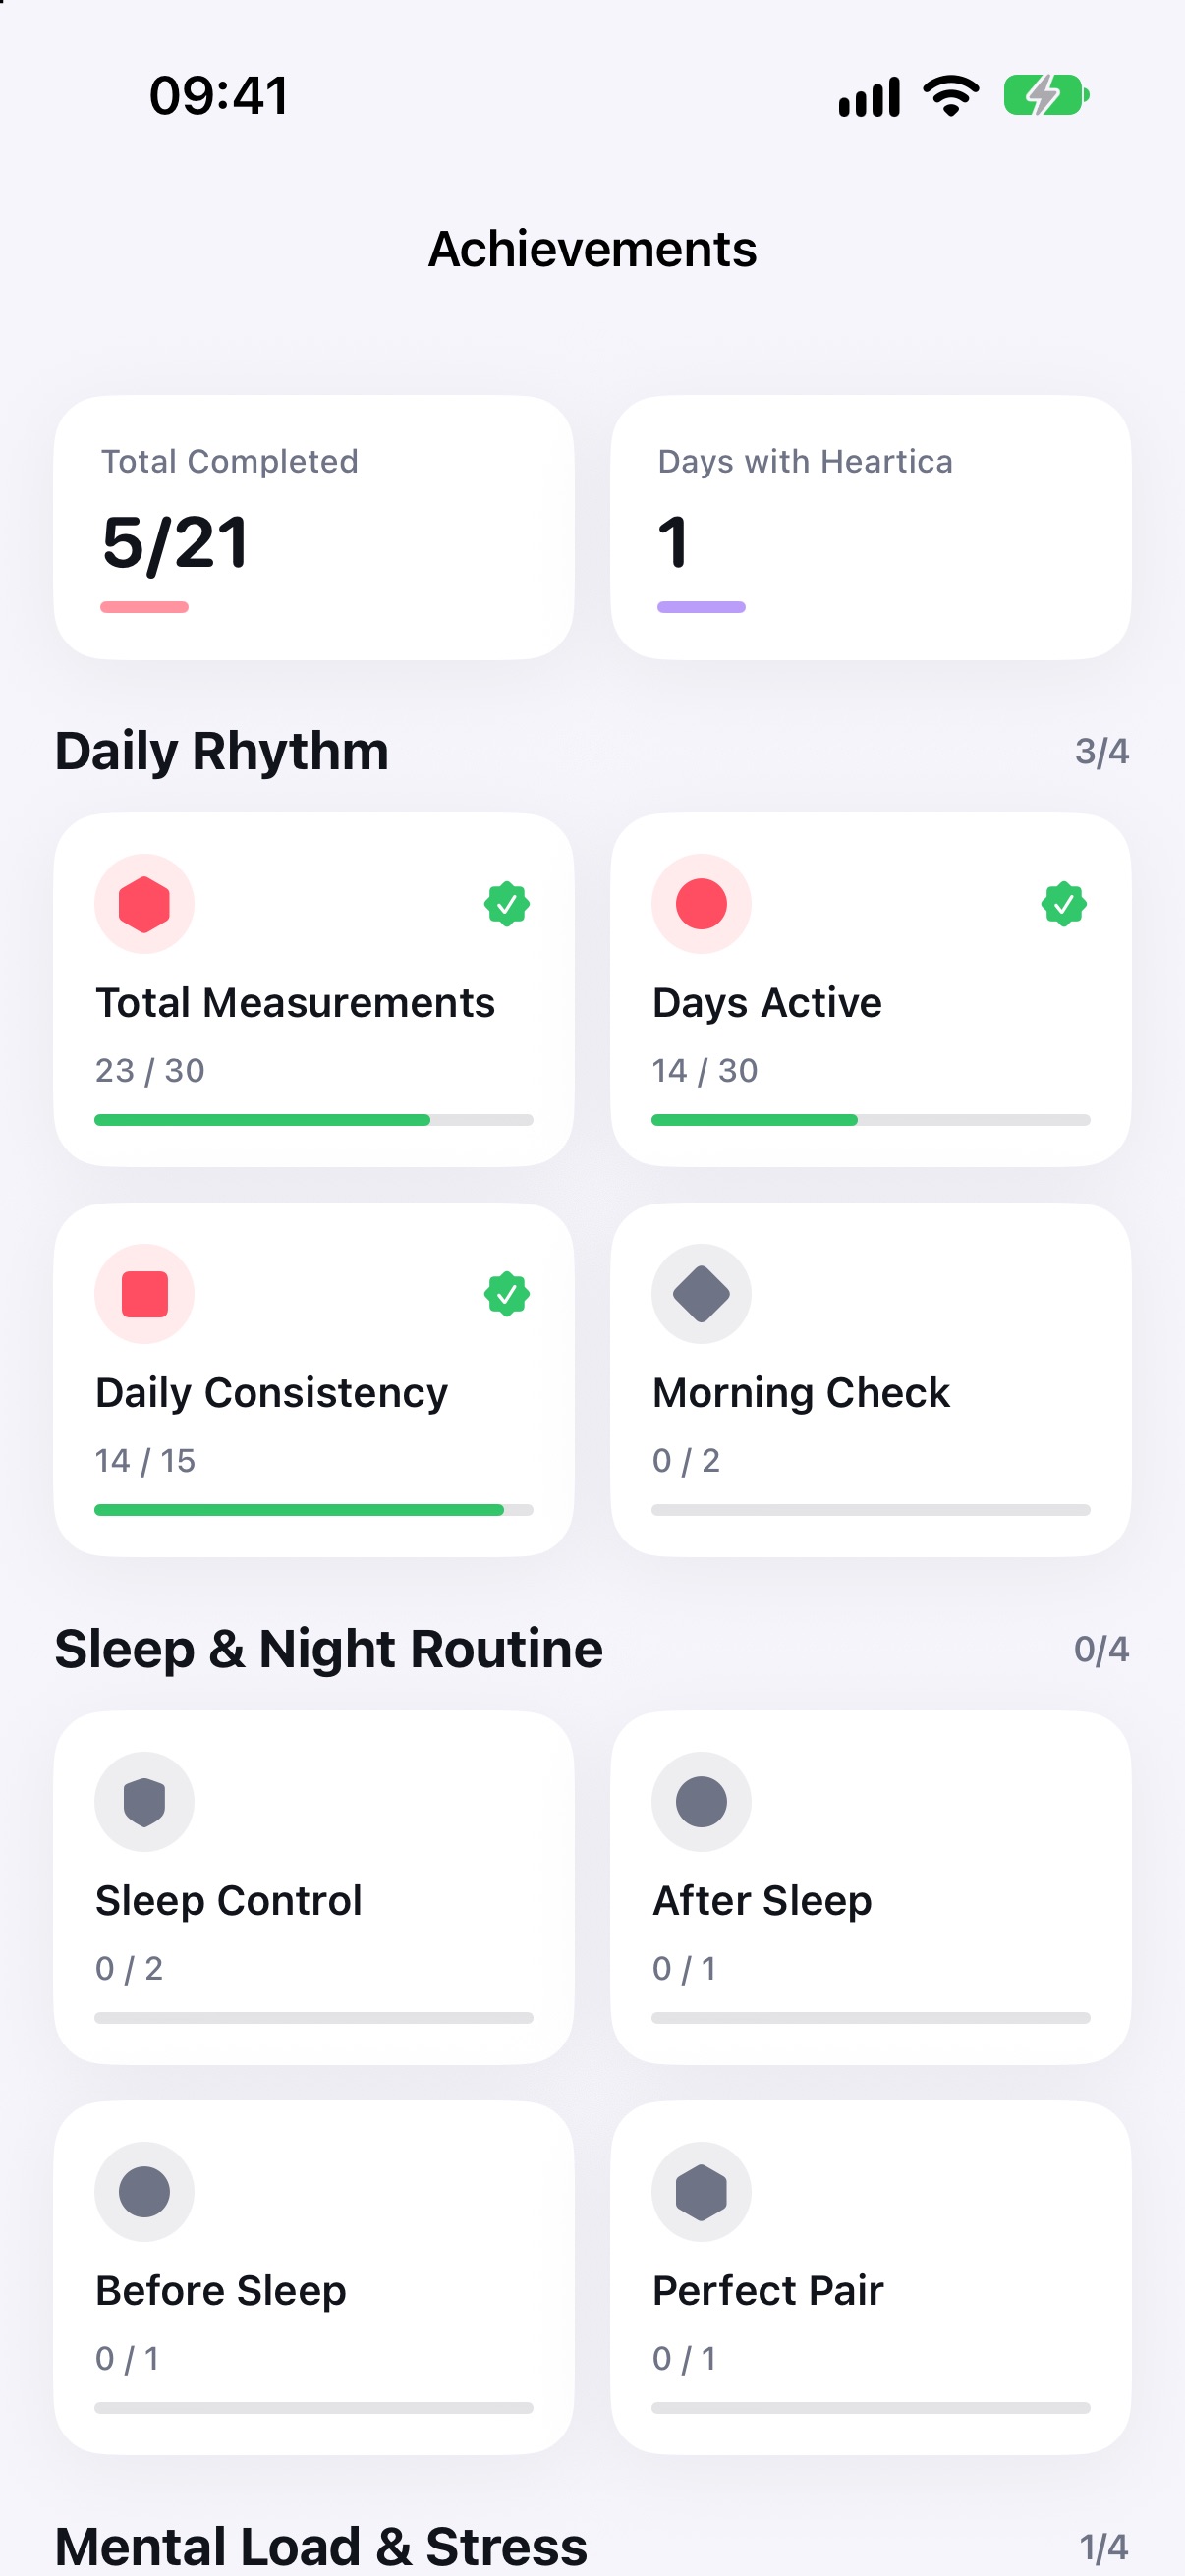 09:41
Achievements
Total Completed
5/21
Days with Heartica
1
Daily Rhythm
3/4
Total Measurements
23 / 30
Days Active
14 / 30
Daily Consistency
14 / 15
Morning Check
0 / 2
Sleep & Night Routine
0/4
Sleep Control
0 / 2
After Sleep
0 / 1
Before Sleep
0 / 1
Perfect Pair
0 / 1
Mental Load & Stress
1/4